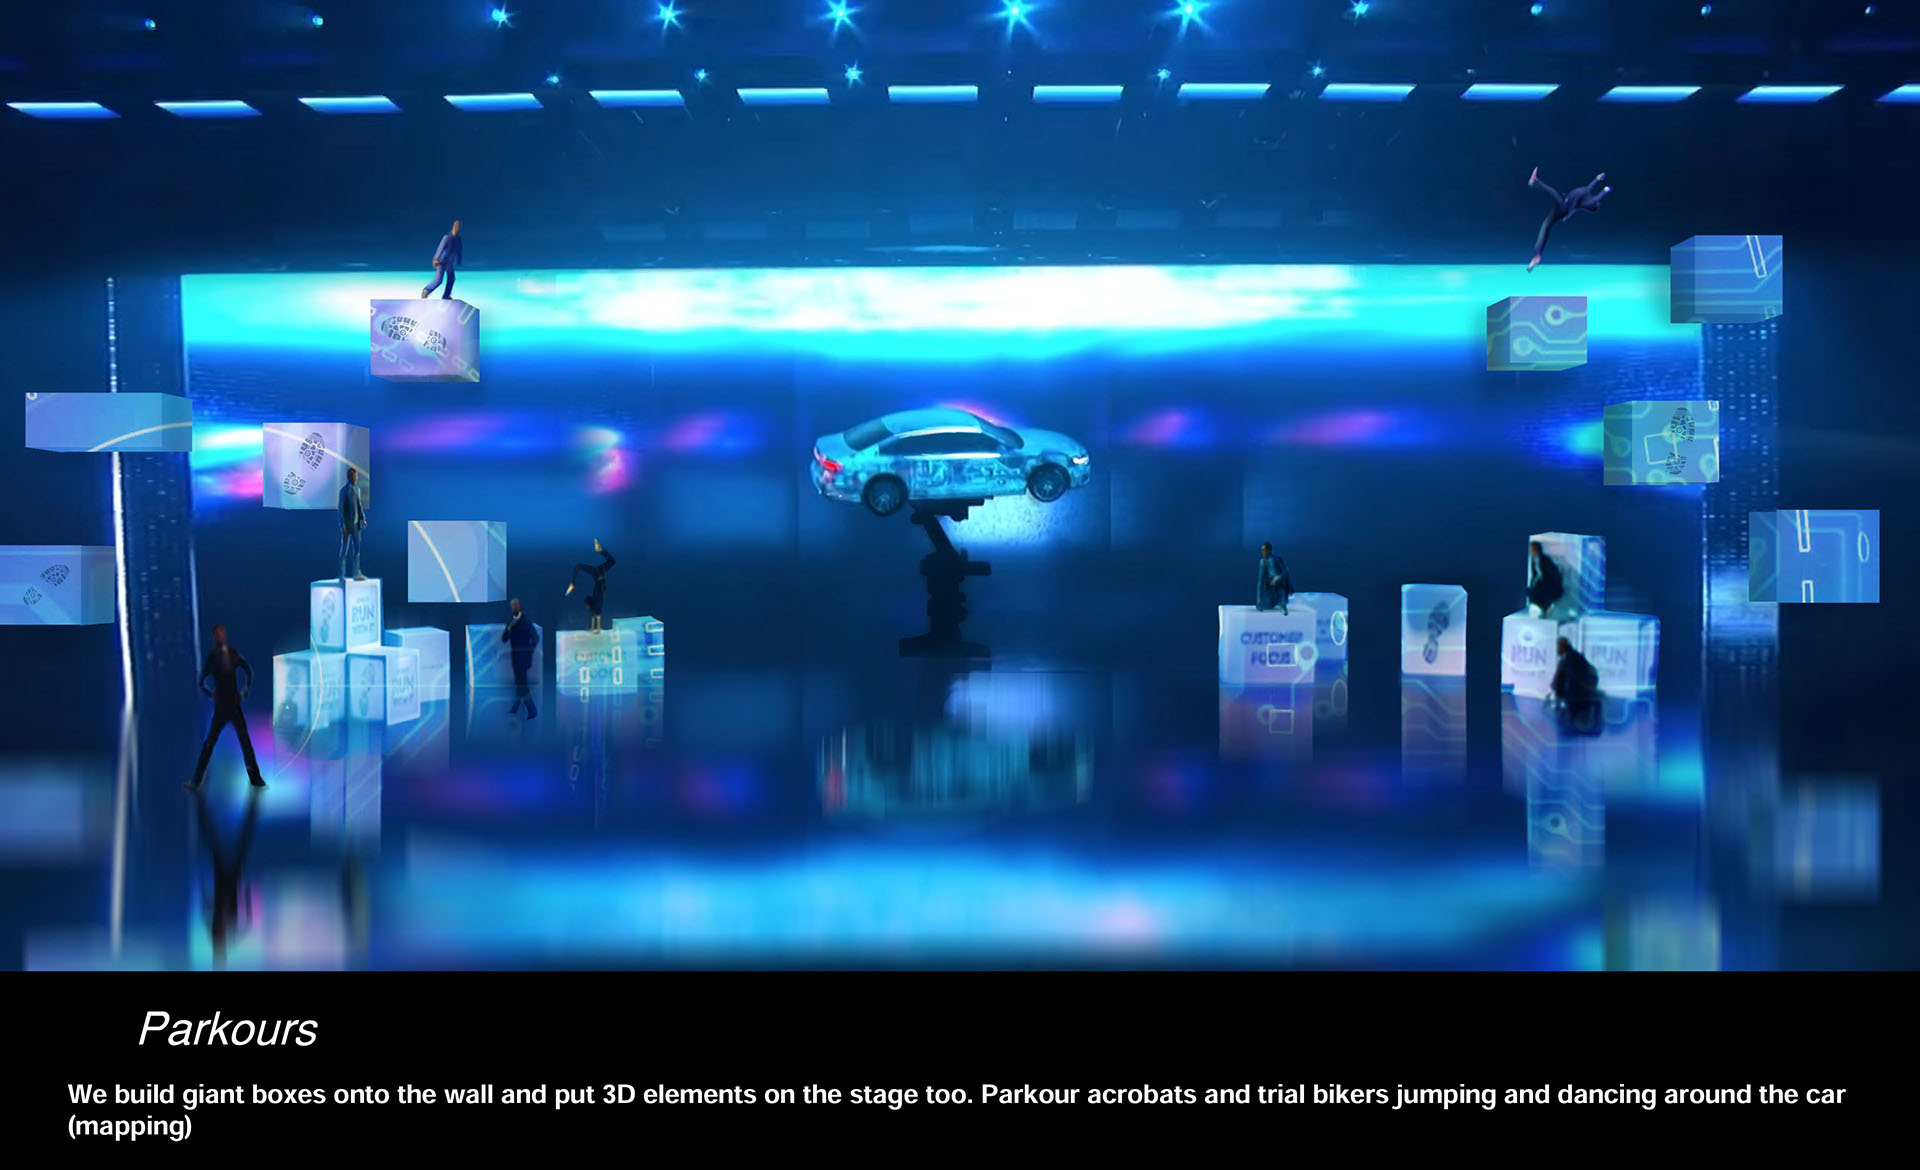 RUN
RUN
CUSTOMER
FOCUS
RUN
RUN
Parkours
We build giant boxes onto the wall and put 3D elements on the stage too. Parkour acrobats and trial bikers jumping and dancing around the car
(mapping)